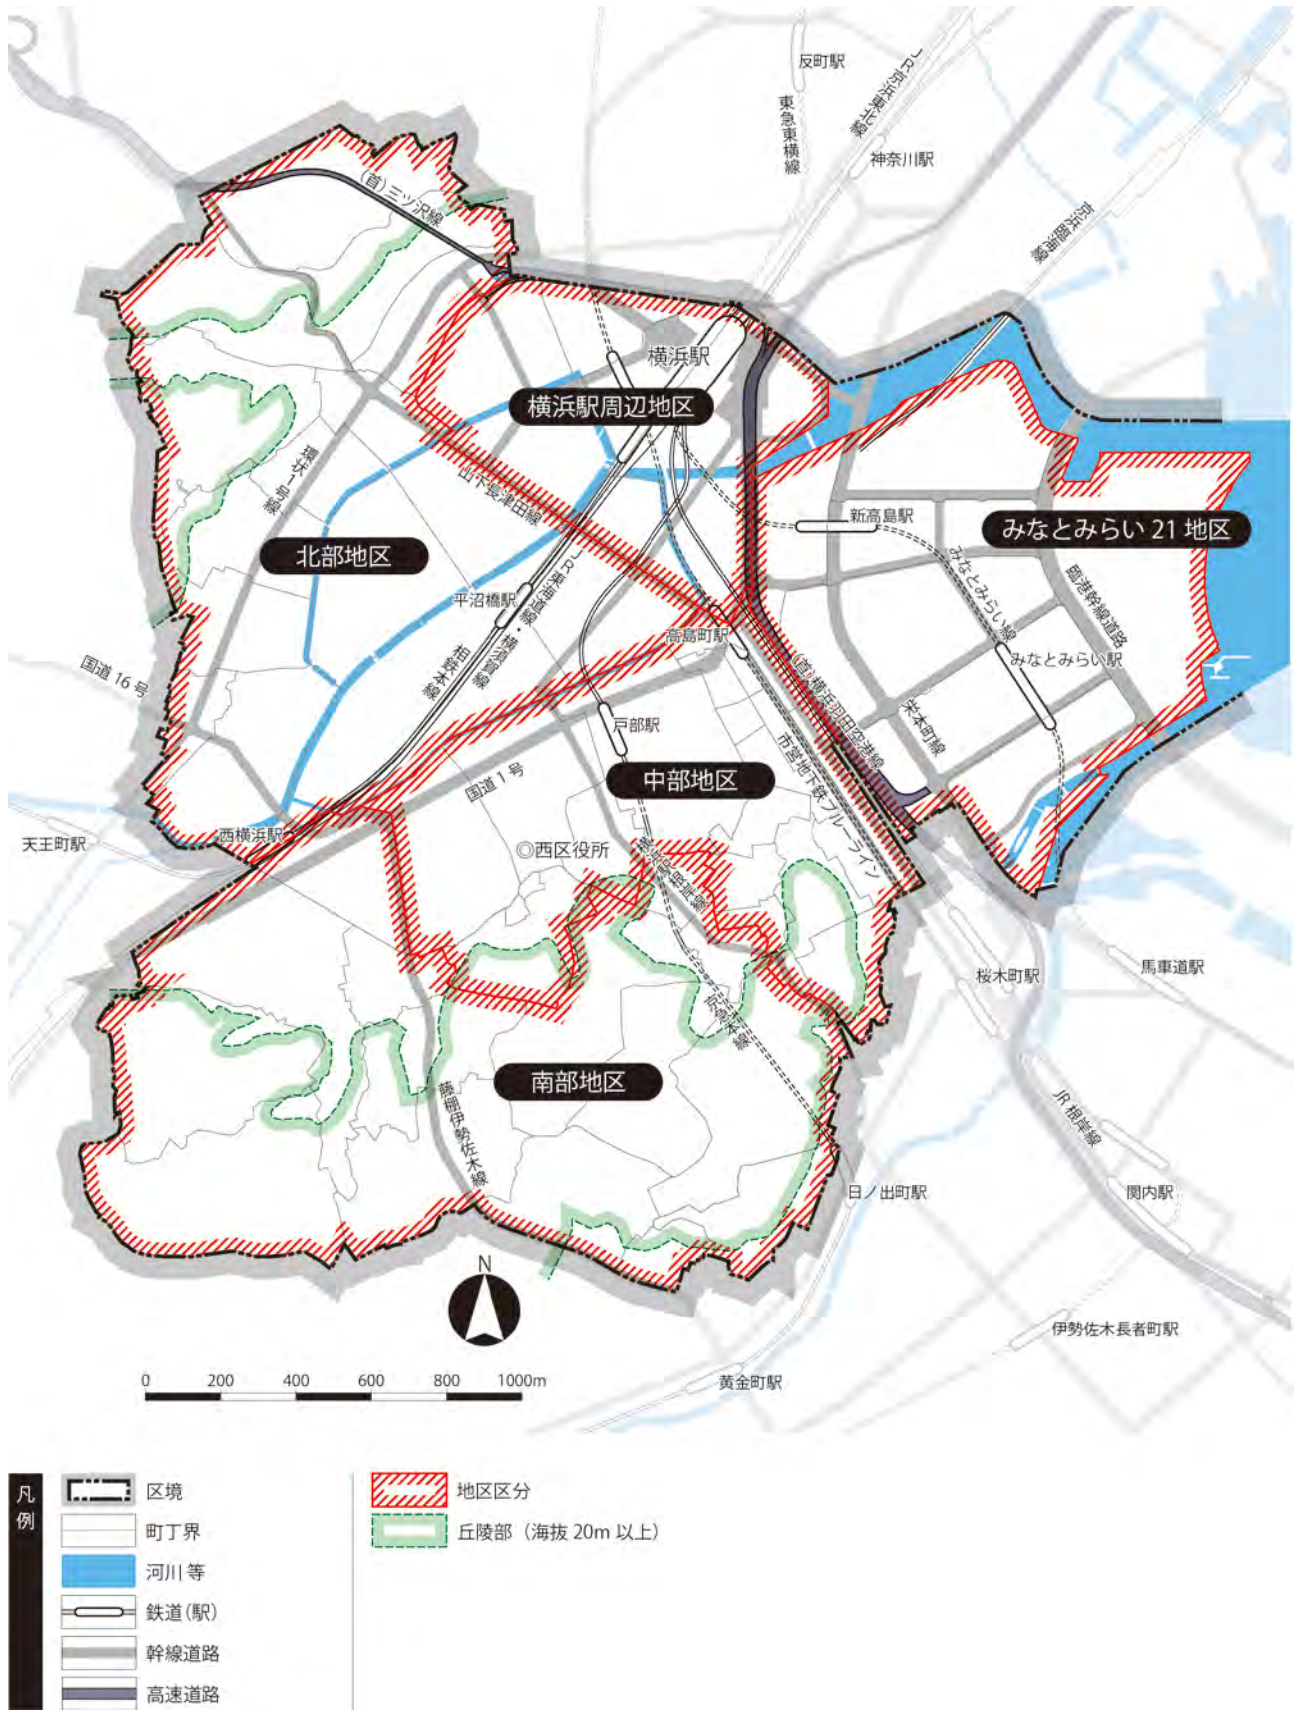 反町駅
東急東横線
JR京浜東北線
神奈川駅
京浜臨海線
(首)三ツ沢線
横浜駅
横浜駅周辺地区
環状1号線
山下長津田線
新高島駅
みなとみらい21地区
北部地区
みなとみらい線
臨港幹線道路
平沼橋駅
JR東海道線・横須賀線
相鉄本線
高島町駅
みなとみらい駅
国道16号
(首)横浜羽田空港線
栄本町線
戸部駅
市営地下鉄ブルーライン
中部地区
国道1号
西横浜駅
天王町駅
◎西区役所
横浜駅根岸線
桜木町駅
馬車道駅
京急本線
南部地区
藤棚伊勢佐木線
JR根岸線
日ノ出町駅
関内駅
N
伊勢佐木長者町駅
黄金町駅
0 200 400 600 800 1000m
凡例
区境
町丁界
河川等
鉄道(駅)
幹線道路
高速道路
地区区分
丘陵部（海抜20m以上）